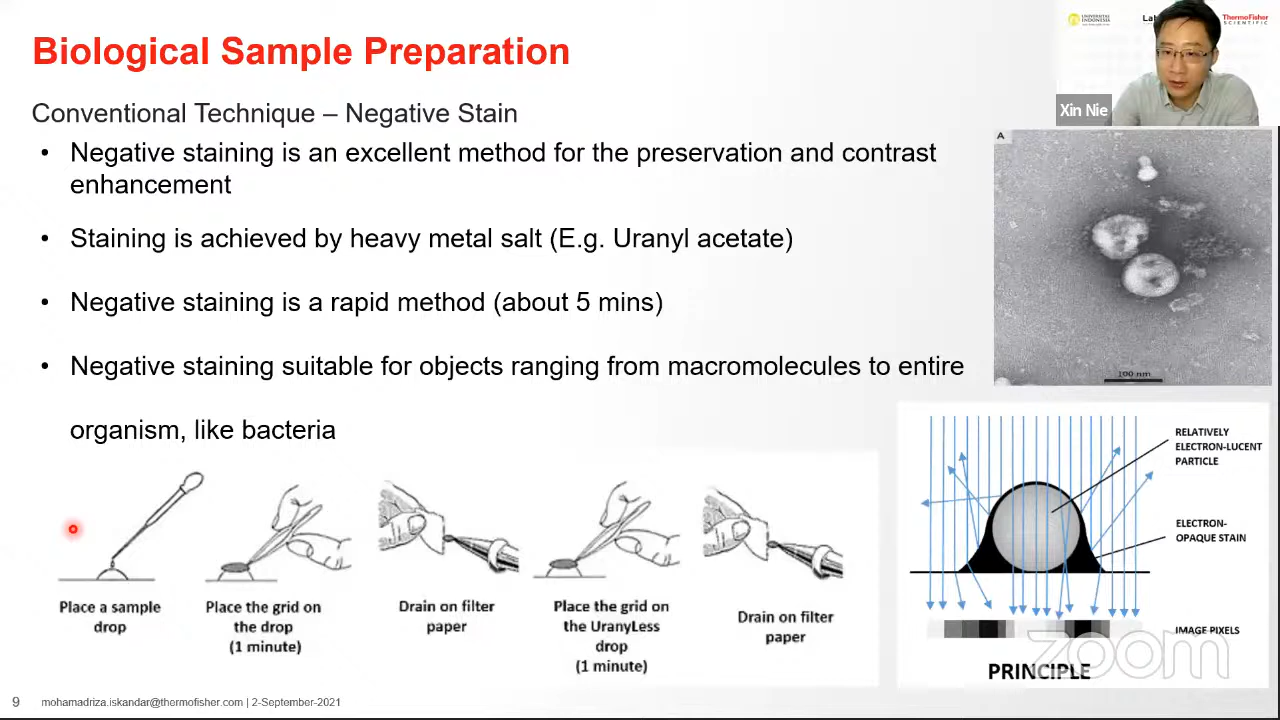 Biological Sample Preparation
UNIVERSITAS
INDONESIA
Lab
ThermoFisher
SCIENTIFIC
Xin Nie
Conventional Technique – Negative Stain
• Negative staining is an excellent method for the preservation and contrast
enhancement
• Staining is achieved by heavy metal salt (E.g. Uranyl acetate)
• Negative staining is a rapid method (about 5 mins)
• Negative staining suitable for objects ranging from macromolecules to entire
organism, like bacteria
A
100 nm
Place a sample
drop
Place the grid on
the drop
(1 minute)
Drain on filter
paper
Place the grid on
the UranyLess
drop
(1 minute)
Drain on filter
paper
RELATIVELY
ELECTRON-LUCENT
PARTICLE
ELECTRON-
OPAQUE STAIN
IMAGE PIXELS
PRINCIPLE
zoom
9 mohamadriza.iskandar@thermofisher.com | 2-September-2021